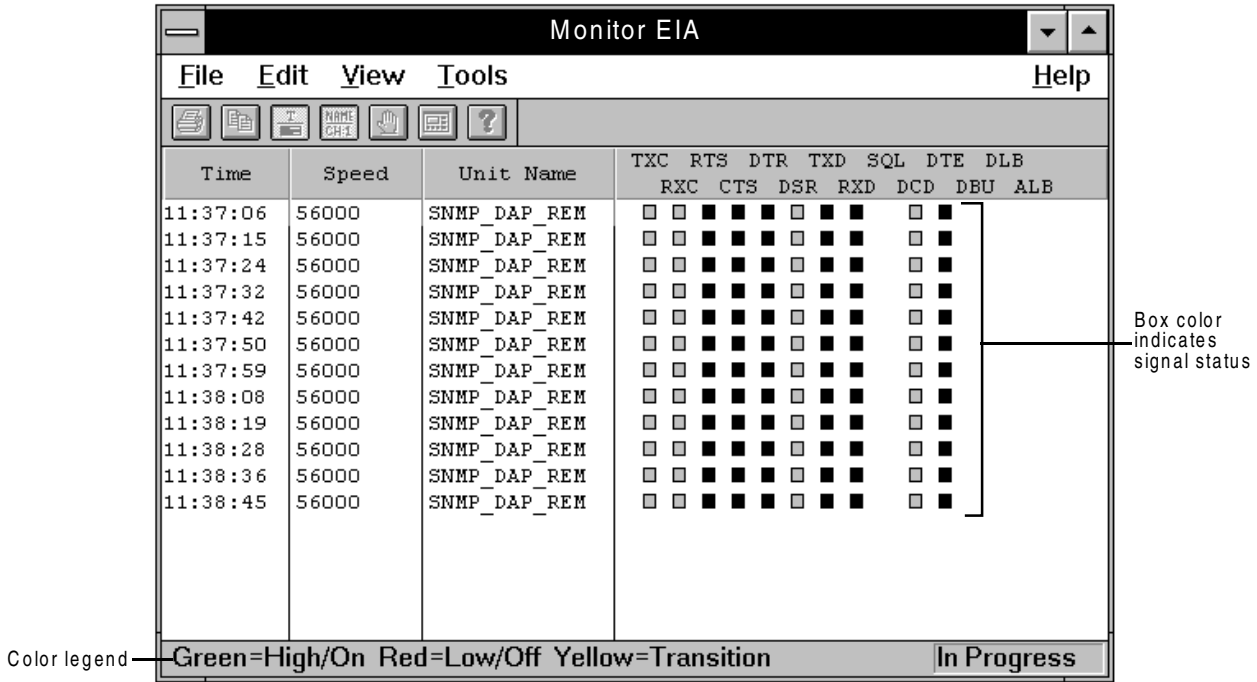 Monitor EIA
File Edit View Tools Help
T
NAME
CH:1
?
Time Speed Unit Name
TXC RTS DTR TXD SQL DTE DLB
RXC CTS DSR RXD DCD DBU ALB
11:37:06 56000 SNMP_DAP_REM
11:37:15 56000 SNMP_DAP_REM
11:37:24 56000 SNMP_DAP_REM
11:37:32 56000 SNMP_DAP_REM
11:37:42 56000 SNMP_DAP_REM
11:37:50 56000 SNMP_DAP_REM
11:37:59 56000 SNMP_DAP_REM
11:38:08 56000 SNMP_DAP_REM
11:38:19 56000 SNMP_DAP_REM
11:38:28 56000 SNMP_DAP_REM
11:38:36 56000 SNMP_DAP_REM
11:38:45 56000 SNMP_DAP_REM
Box color
indicates
signal status
Color legend
Green=High/On Red=Low/Off Yellow=Transition In Progress